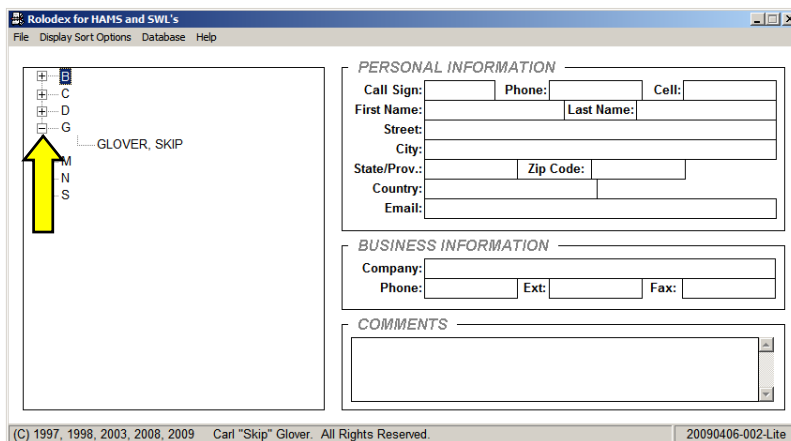 Rolodex for HAMS and SWL's
File Display Sort Options Database Help
B
C
D
G
GLOVER, SKIP
M
N
S
PERSONAL INFORMATION
Call Sign: Phone: Cell:
First Name: Last Name:
Street:
City:
State/Prov.: Zip Code:
Country:
Email:
BUSINESS INFORMATION
Company:
Phone: Ext: Fax:
COMMENTS
(C) 1997, 1998, 2003, 2008, 2009 Carl "Skip" Glover. All Rights Reserved. 20090406-002-Lite